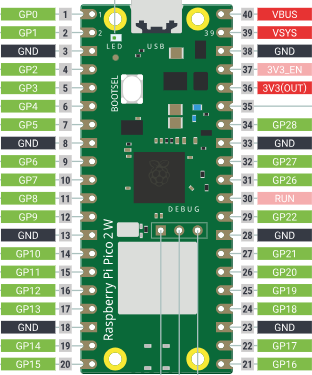 GP0 1 1 40 VBUS
GP1 2 2 39 39 VSYS
GND 3 LED USB 38 GND
GP2 4 37 3V3_EN
GP3 5 BOOTSEL 36 3V3(OUT)
GP4 6 35
GP5 7 34 GP28
GND 8 33 GND
GP6 9 32 GP27
GP7 10 31 GP26
GP8 11 30 RUN
GP9 12 DEBUG 29 GP22
GND 13 28 GND
GP10 14 27 GP21
GP11 15 26 GP20
GP12 16 25 GP19
GP13 17 24 GP18
GND 18 23 GND
GP14 19 22 GP17
GP15 20 21 GP16
Raspberry Pi Pico 2 W